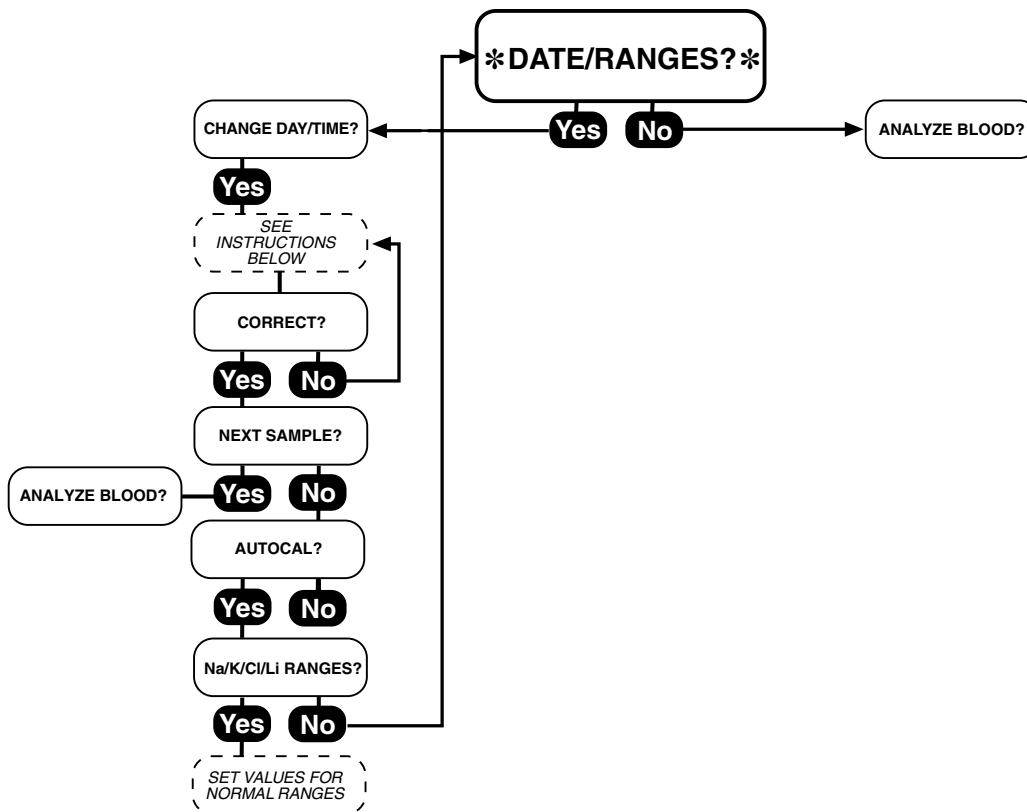 ✻DATE/RANGES?✻
Yes
No
CHANGE DAY/TIME?
ANALYZE BLOOD?
Yes
SEE
INSTRUCTIONS
BELOW
CORRECT?
Yes
No
NEXT SAMPLE?
Yes
No
ANALYZE BLOOD?
AUTOCAL?
Yes
No
Na/K/Cl/Li RANGES?
Yes
No
SET VALUES FOR
NORMAL RANGES